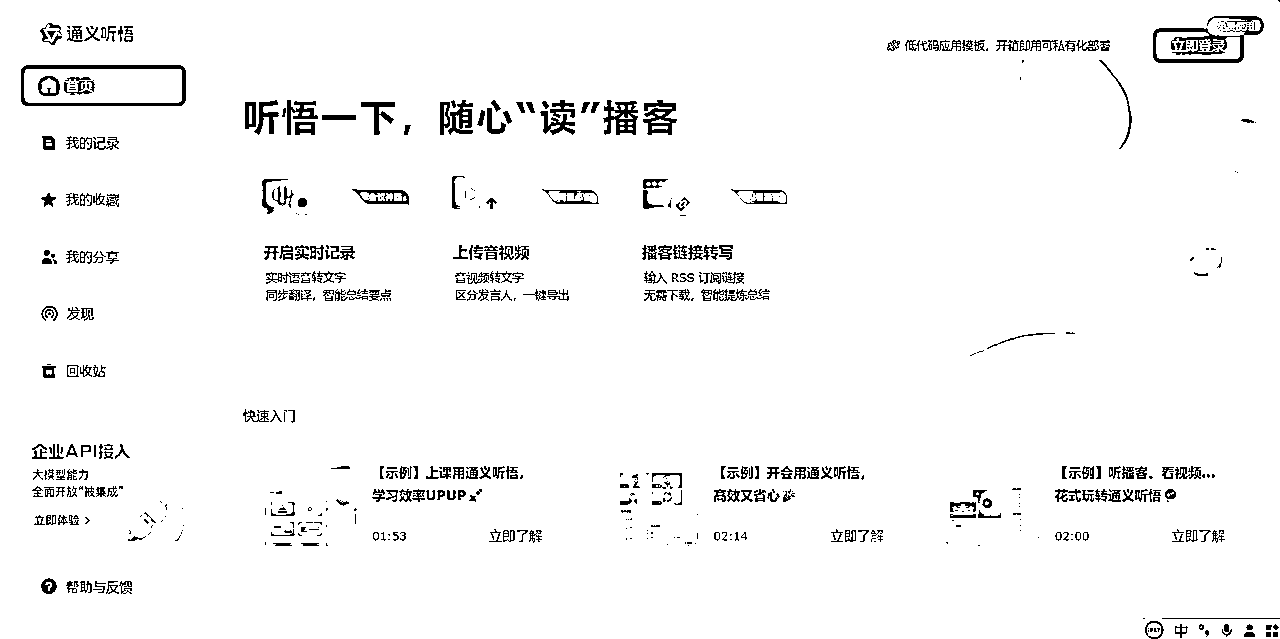 通义听悟
低代码应用模板，开箱即用可私有化部署
立即登录
首页
听悟一下，随心“读”播客
我的记录
我的收藏
我的分享
发现
回收站
开启实时记录
实时语音转文字
同步翻译，智能总结要点
上传音视频
音视频转文字
区分发言人，一键导出
播客链接转写
输入 RSS 订阅链接
无需下载，智能提炼总结
快速入门
企业API接入
大模型能力
全面开放“被集成”
立即体验 >
【示例】上课用通义听悟，
学习效率UPUP
01:53
立即了解
【示例】开会用通义听悟，
高效又省心
02:14
立即了解
【示例】听播客、看视频...
花式玩转通义听悟
02:00
立即了解
帮助与反馈
中